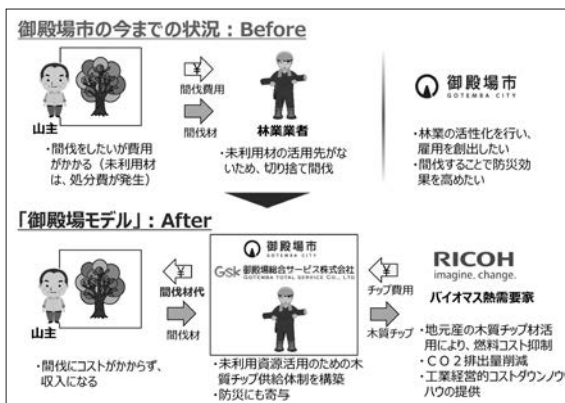 御殿場市の今までの状況：Before
山主
¥
間伐費用
間伐材
林業業者
御殿場市
GOTEMBA CITY
・間伐をしたいが費用
がかかる（未利用材
は、処分費が発生）
・未利用材の活用先がな
いため、切り捨て間伐
・林業の活性化を行い、
雇用を創出したい
・間伐することで防災効
果を高めたい
「御殿場モデル」：After
山主
¥
間伐材代
間伐材
御殿場市
GOTEMBA CITY
Gsk 御殿場総合サービス株式会社
GOTEMBA TOTAL SERVICE CO., LTD
¥
チップ費用
木質チップ
RICOH
imagine. change.
バイオマス熱需要家
・間伐にコストがかからず、
収入になる
・未利用資源活用のための木
質チップ供給体制を構築
・防災にも寄与
・地元産の木質チップ材活
用により、燃料コスト抑制
・ＣＯ２排出量削減
・工業経営的コストダウンノウ
ハウの提供